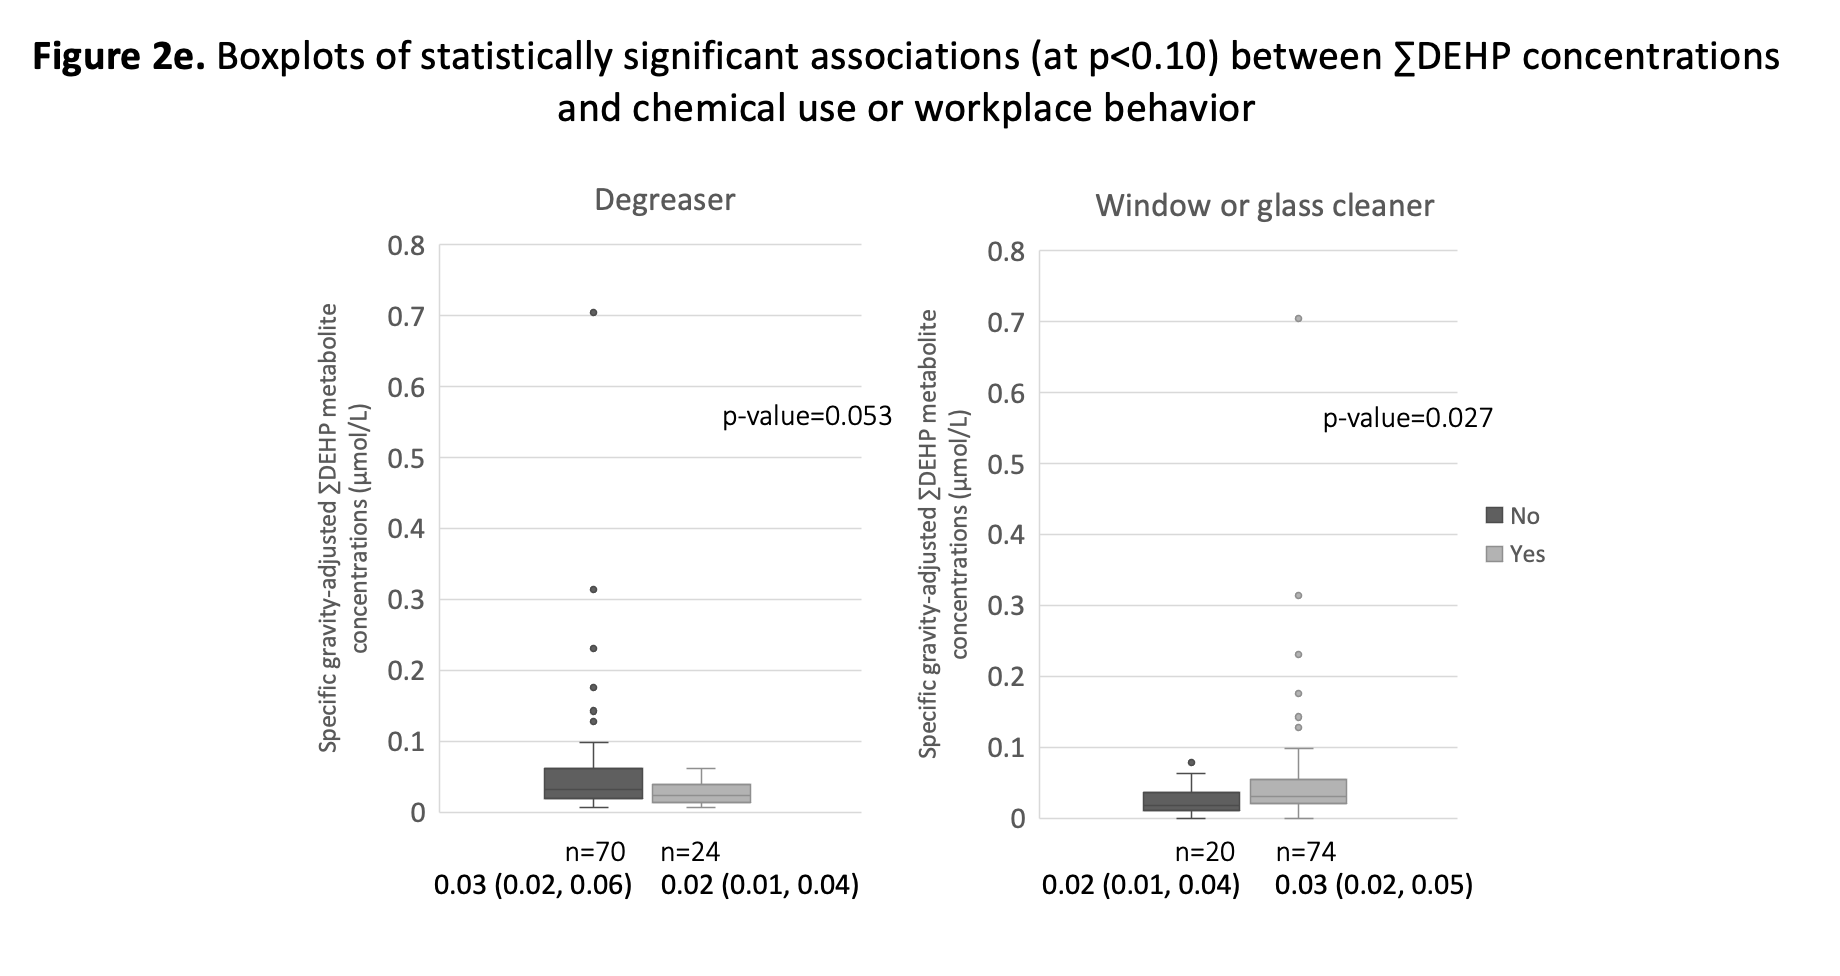 Figure 2e. Boxplots of statistically significant associations (at p<0.10) between ∑DEHP concentrations
and chemical use or workplace behavior
Degreaser
Specific gravity-adjusted ∑DEHP metabolite
concentrations (µmol/L)
0.8
0.7
0.6
0.5
0.4
0.3
0.2
0.1
0
p-value=0.053
n=70 n=24
0.03 (0.02, 0.06) 0.02 (0.01, 0.04)
Window or glass cleaner
Specific gravity-adjusted ∑DEHP metabolite
concentrations (µmol/L)
0.8
0.7
0.6
0.5
0.4
0.3
0.2
0.1
0
p-value=0.027
n=20 n=74
0.02 (0.01, 0.04) 0.03 (0.02, 0.05)
No
Yes